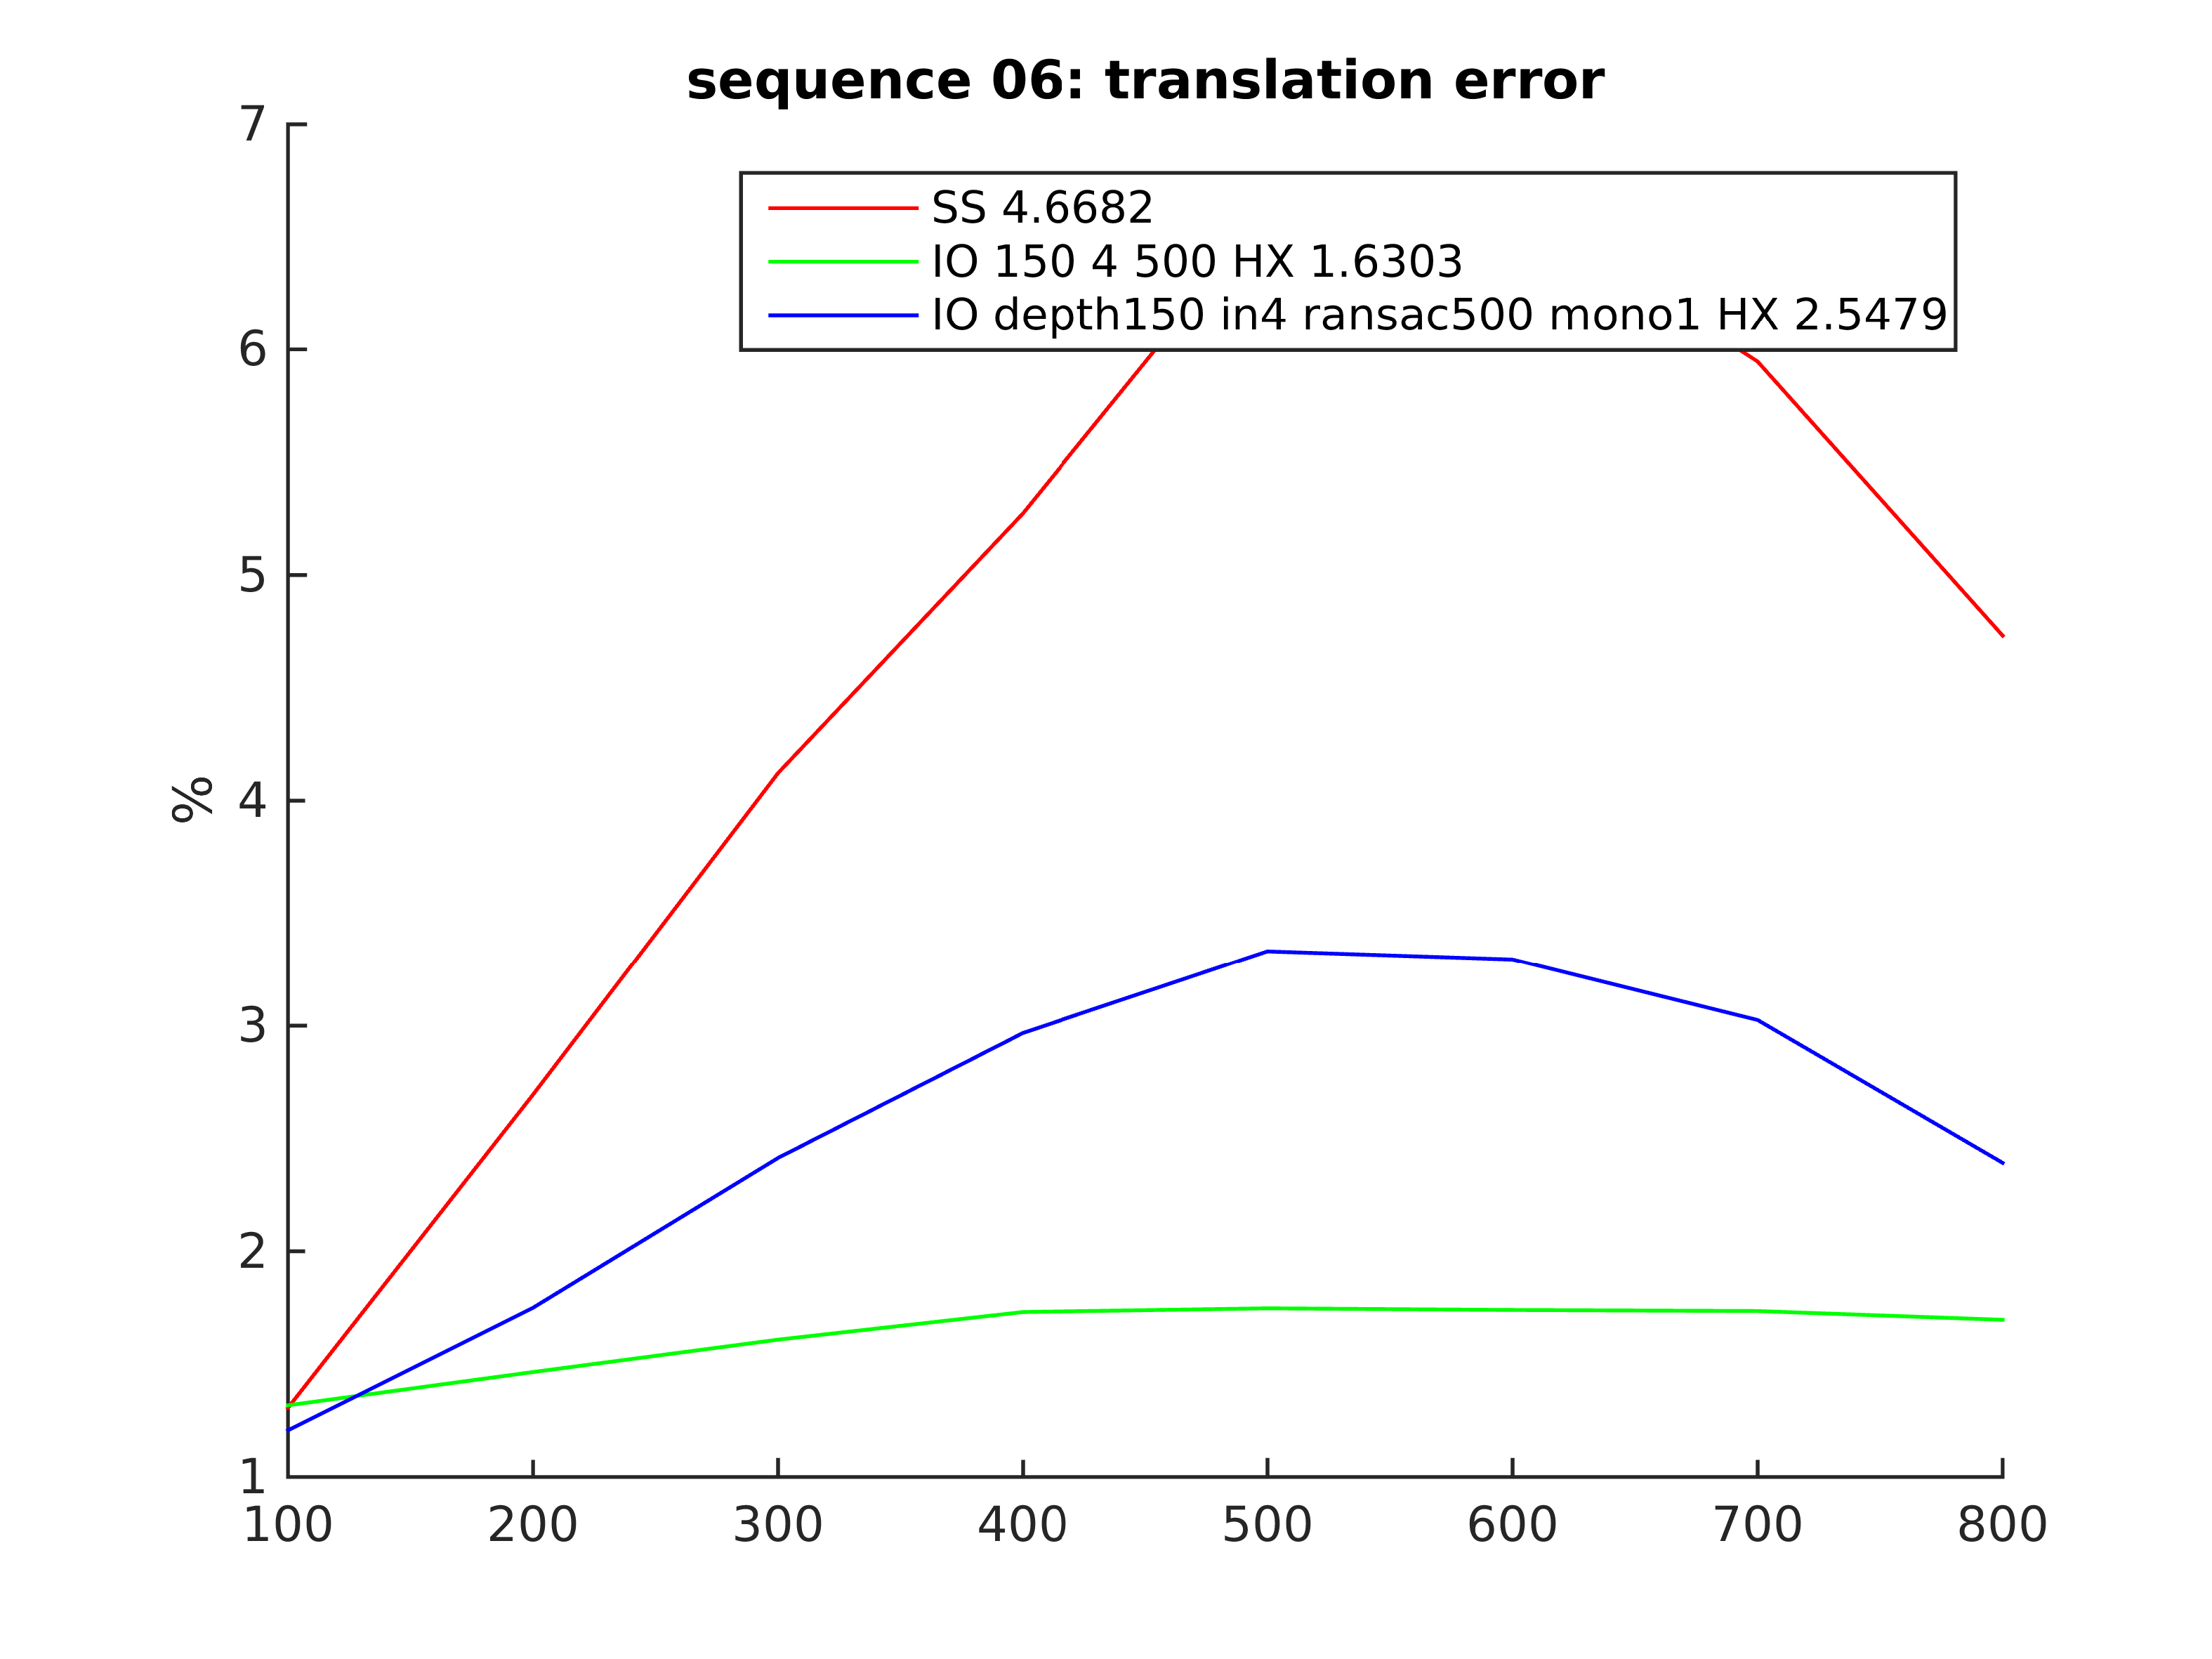 sequence 06: translation error
7
SS 4.6682
IO 150 4 500 HX 1.6303
IO depth150 in4 ransac500 mono1 HX 2.5479
6
5
%
4
3
2
1
100 200 300 400 500 600 700 800